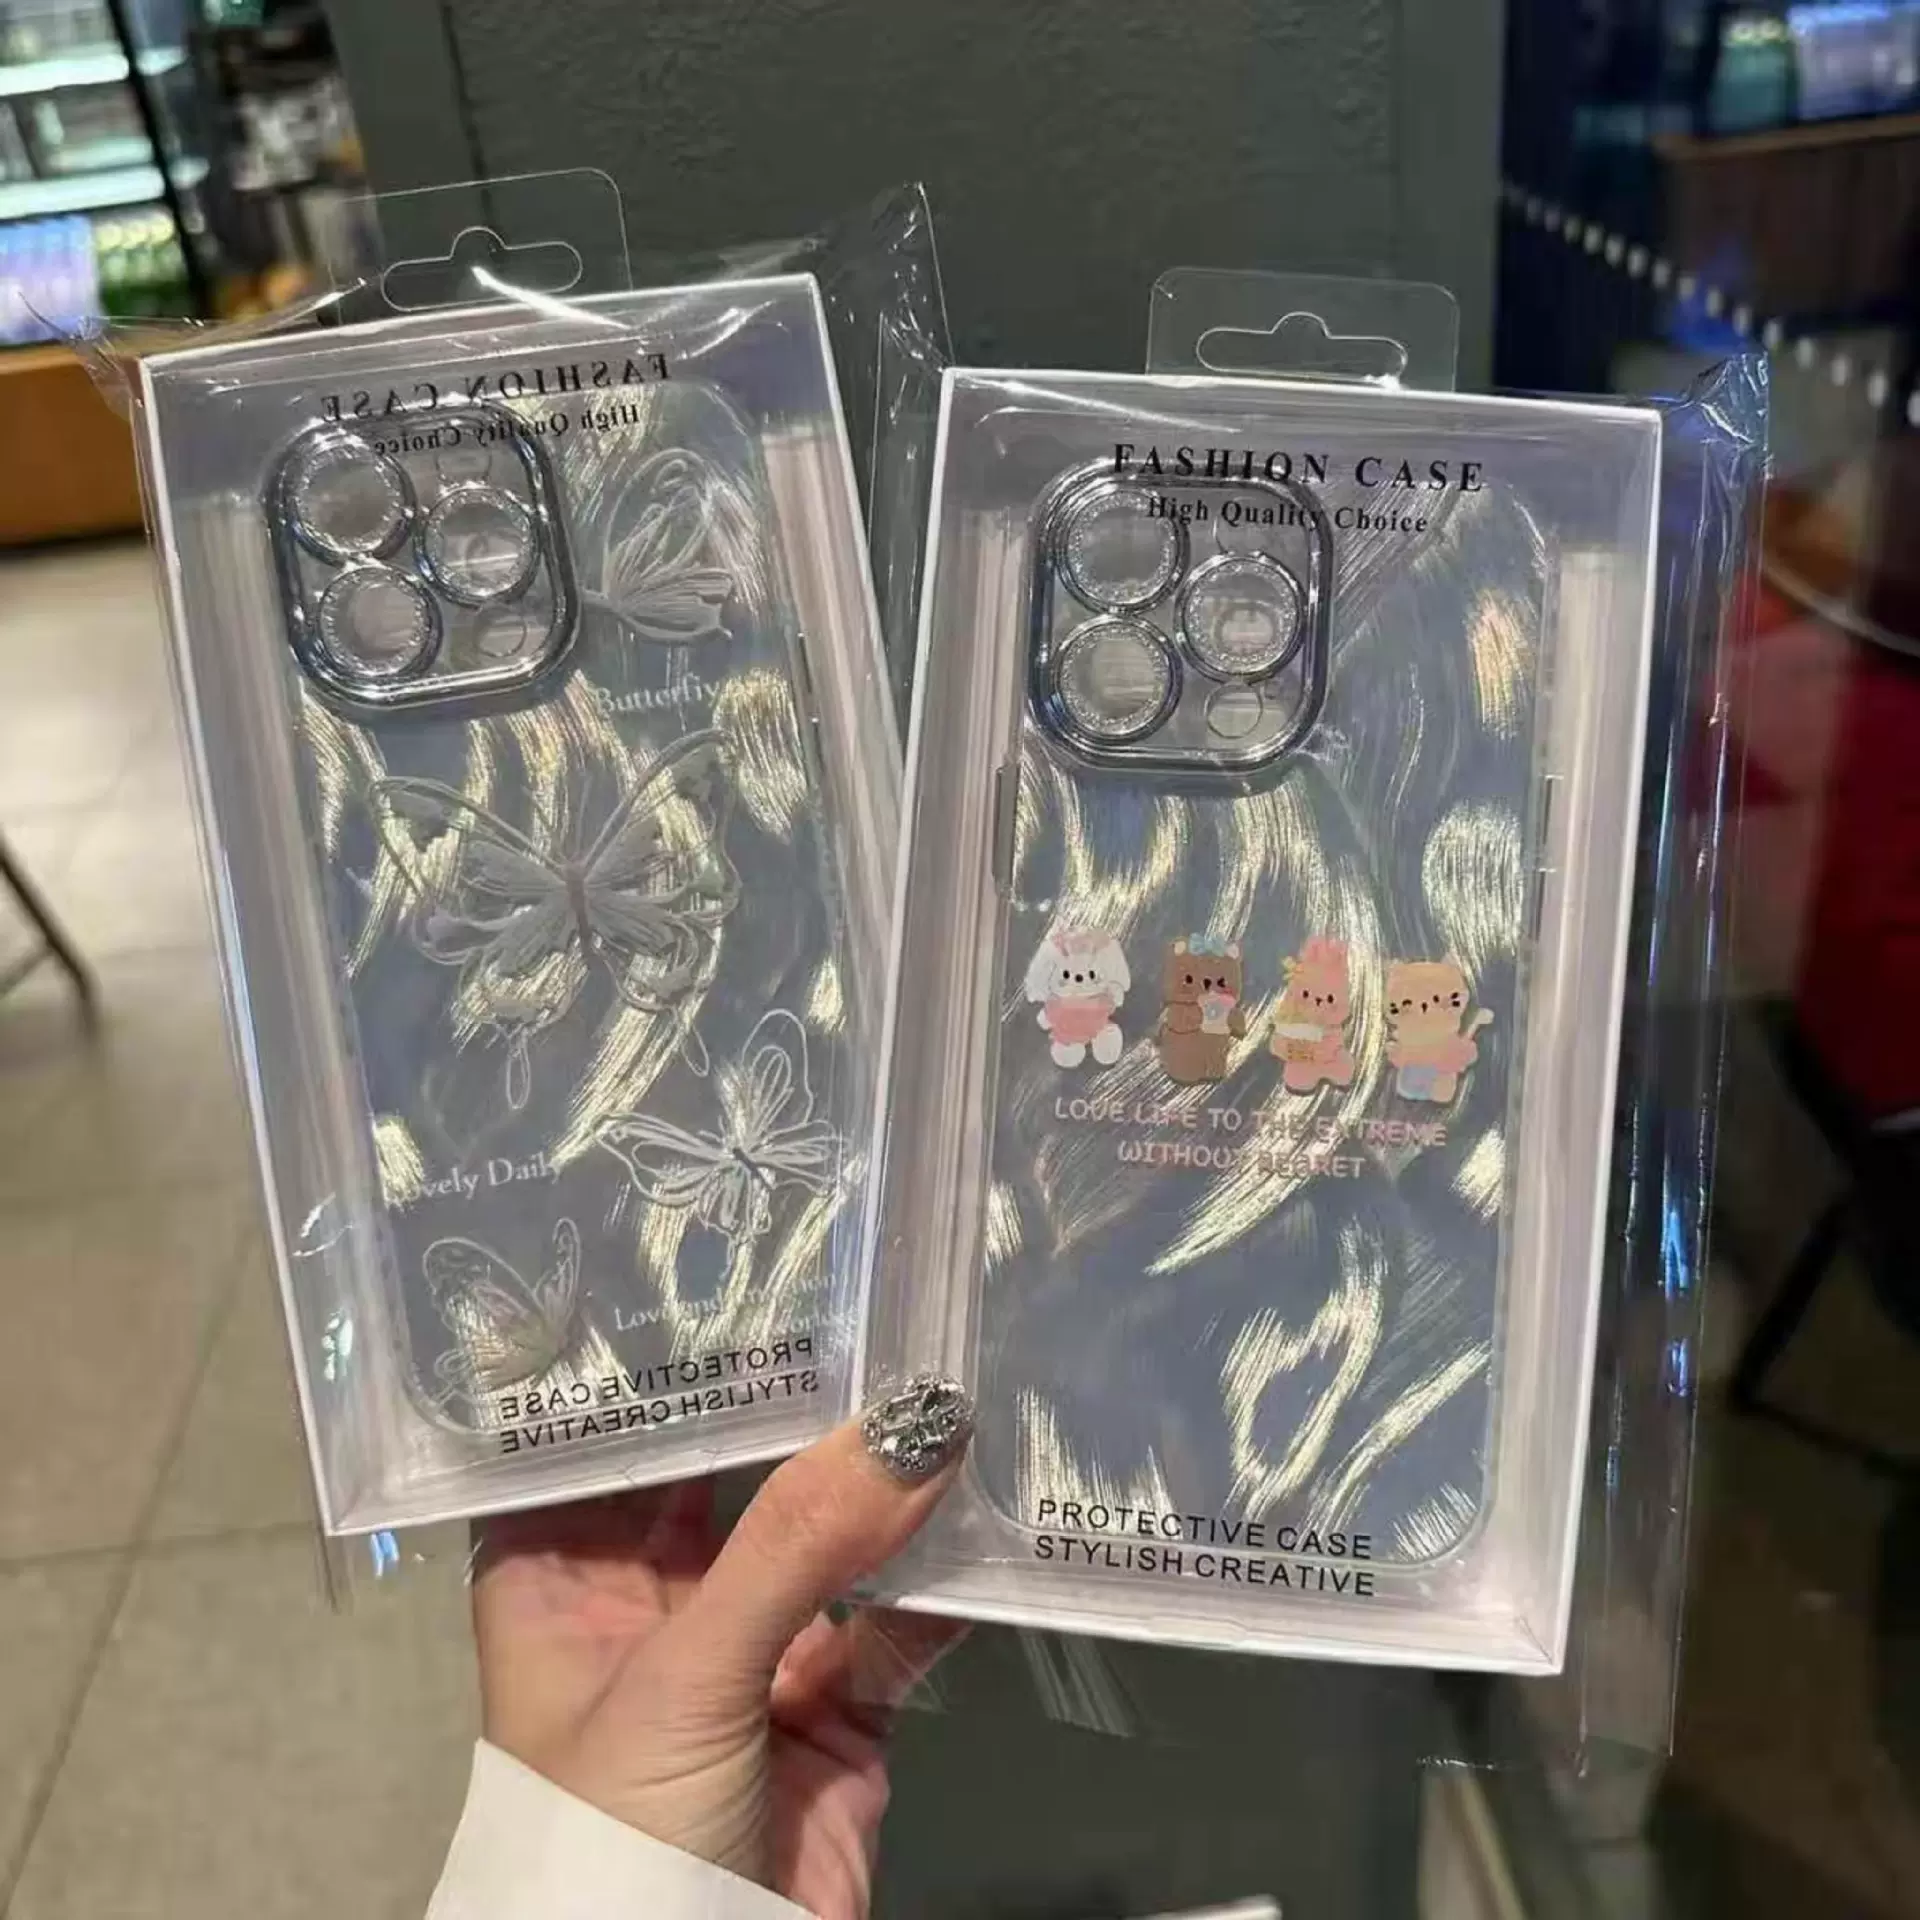 FASHION CASE
High Quality Choice
Butterfly
Lovely Daily
PROTECTIVE CASE
STYLISH CREATIVE
FASHION CASE
High Quality Choice
LOVE LIFE TO THE EXTREME
WITHOUT REGRET
PROTECTIVE CASE
STYLISH CREATIVE